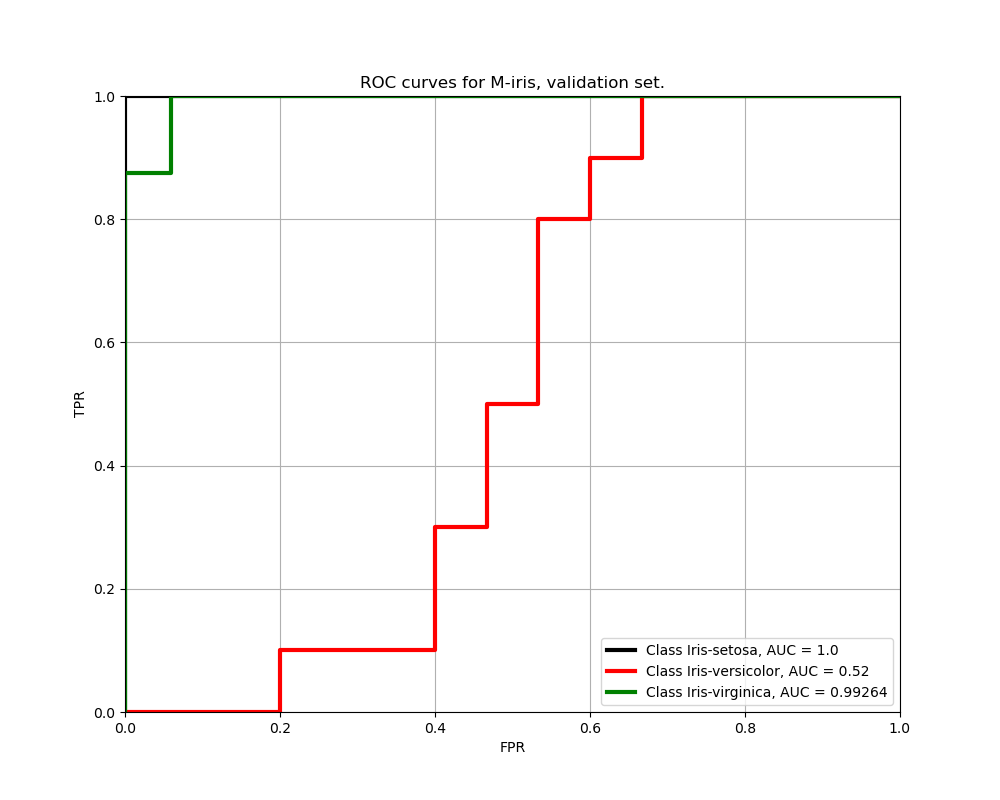 ROC curves for M-iris, validation set.
1.0
0.8
0.6
0.4
0.2
0.0
TPR
0.0 0.2 0.4 0.6 0.8 1.0
FPR
Class Iris-setosa, AUC = 1.0
Class Iris-versicolor, AUC = 0.52
Class Iris-virginica, AUC = 0.99264